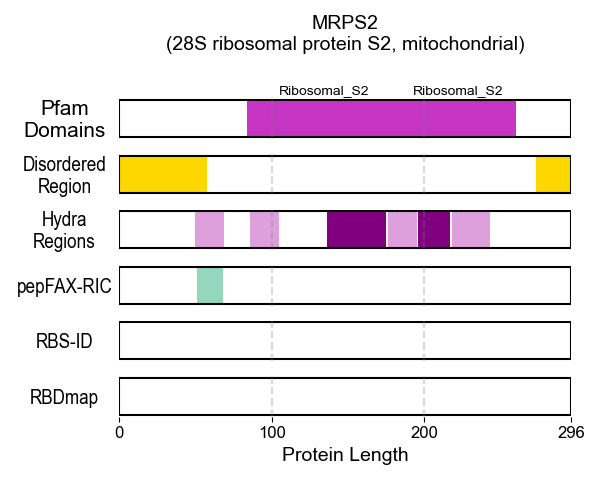 MRPS2
(28S ribosomal protein S2, mitochondrial)
Ribosomal_S2 Ribosomal_S2
Pfam
Domains
Disordered
Region
Hydra
Regions
pepFAX-RIC
RBS-ID
RBDmap
0 100 200 296
Protein Length